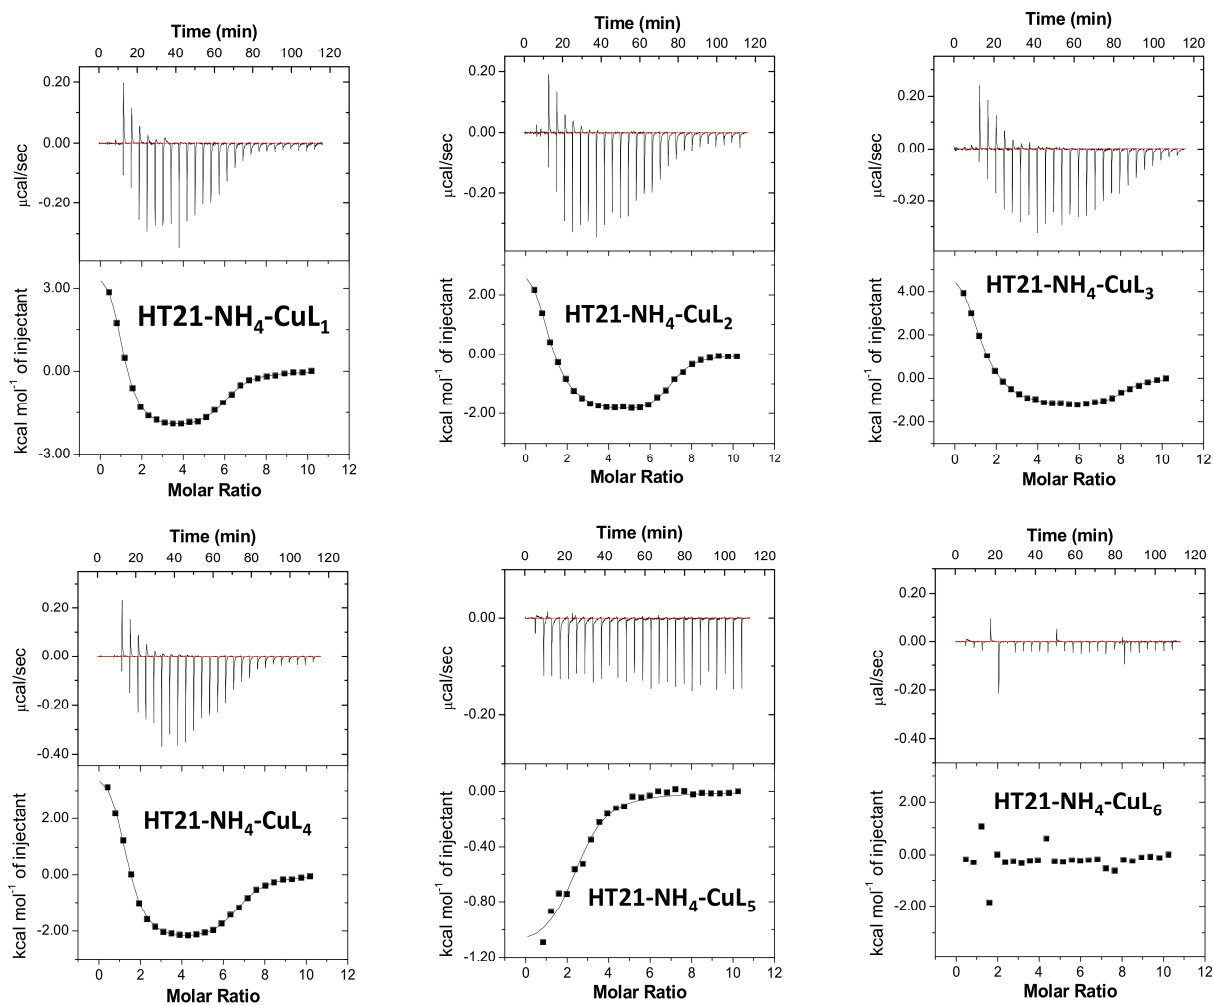 Time (min)
0 20 40 60 80 100 120
0.20
0.00
-0.20
μcal/sec
3.00
0.00
-3.00
kcal mol⁻¹ of injectant
HT21-NH₄-CuL₁
0 2 4 6 8 10 12
Molar Ratio
Time (min)
0 20 40 60 80 100 120
0.20
0.00
-0.20
μcal/sec
2.00
0.00
-2.00
kcal mol⁻¹ of injectant
HT21-NH₄-CuL₂
0 2 4 6 8 10 12
Molar Ratio
Time (min)
0 20 40 60 80 100 120
0.20
0.00
-0.20
μcal/sec
4.00
2.00
0.00
-2.00
kcal mol⁻¹ of injectant
HT21-NH₄-CuL₃
0 2 4 6 8 10 12
Molar Ratio
Time (min)
0 20 40 60 80 100 120
0.20
0.00
-0.20
-0.40
μcal/sec
2.00
0.00
-2.00
kcal mol⁻¹ of injectant
HT21-NH₄-CuL₄
0 2 4 6 8 10 12
Molar Ratio
Time (min)
0 20 40 60 80 100 120
0.00
-0.20
μcal/sec
0.00
-0.40
-0.80
-1.20
kcal mol⁻¹ of injectant
HT21-NH₄-CuL₅
0 2 4 6 8 10 12
Molar Ratio
Time (min)
0 20 40 60 80 100 120
0.20
0.00
-0.20
-0.40
μal/sec
2.00
0.00
-2.00
kcal mol⁻¹ of injectant
HT21-NH₄-CuL₆
0 2 4 6 8 10 12
Molar Ratio